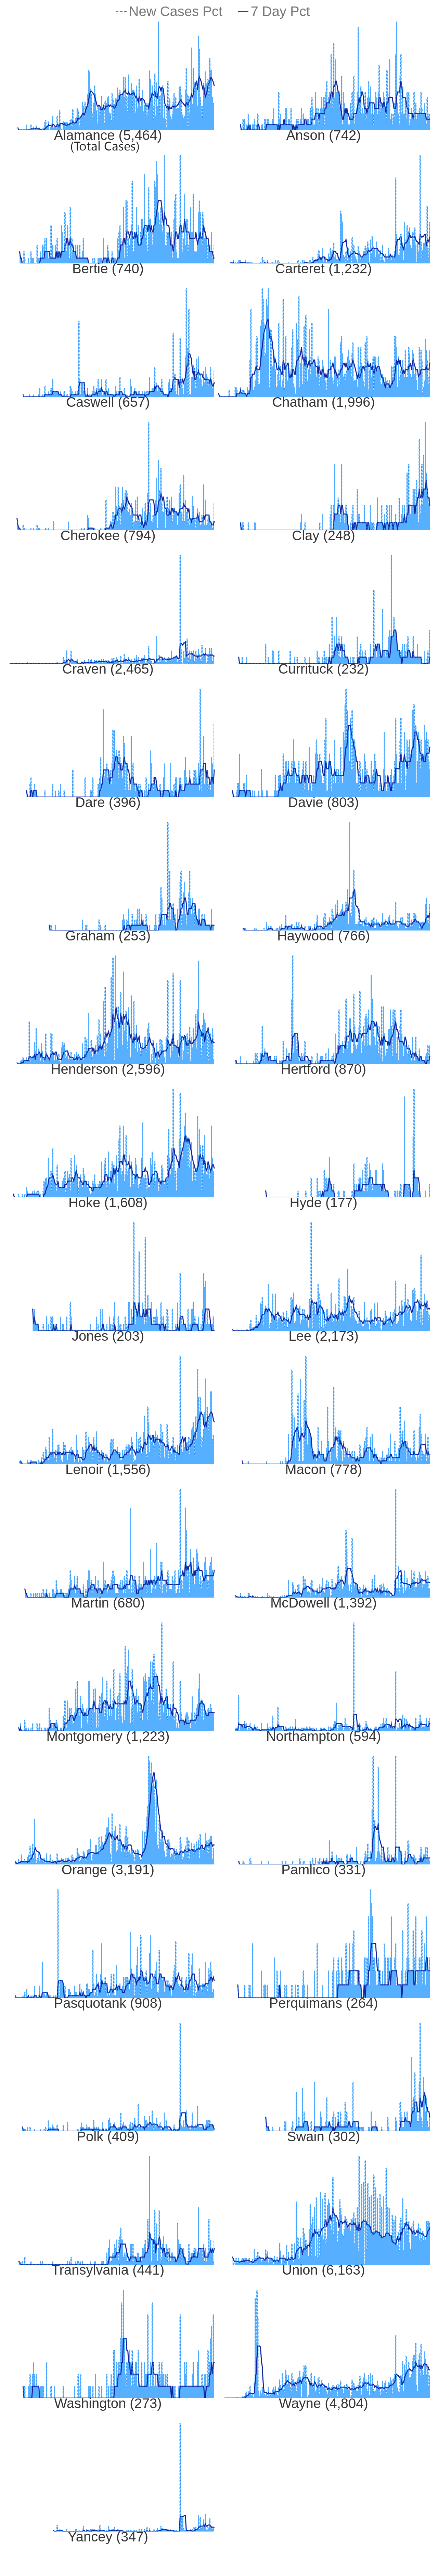 New Cases Pct 7 Day Pct
Alamance (5,464) Anson (742)
(Total Cases)
Bertie (740) Carteret (1,232)
Caswell (657) Chatham (1,996)
Cherokee (794) Clay (248)
Craven (2,465) Currituck (232)
Dare (396) Davie (803)
Graham (253) Haywood (766)
Henderson (2,596) Hertford (870)
Hoke (1,608) Hyde (177)
Jones (203) Lee (2,173)
Lenoir (1,556) Macon (778)
Martin (680) McDowell (1,392)
Montgomery (1,223) Northampton (594)
Orange (3,191) Pamlico (331)
Pasquotank (908) Perquimans (264)
Polk (409) Swain (302)
Transylvania (441) Union (6,163)
Washington (273) Wayne (4,804)
Yancey (347)